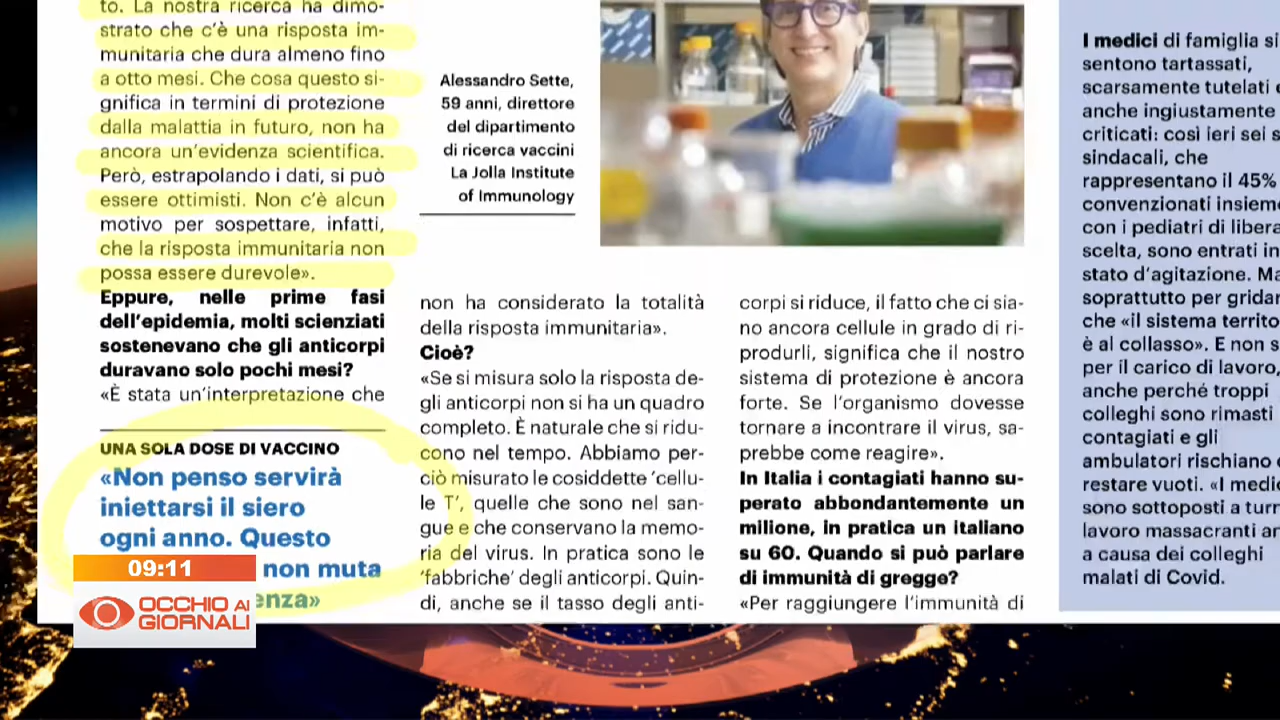 to. La nostra ricerca ha dimo-
strato che c'è una risposta im-
munitaria che dura almeno fino
a otto mesi. Che cosa questo si-
gnifica in termini di protezione
dalla malattia in futuro, non ha
ancora un'evidenza scientifica.
Però, estrapolando i dati, si può
essere ottimisti. Non c'è alcun
motivo per sospettare, infatti,
che la risposta immunitaria non
possa essere durevole».
Eppure, nelle prime fasi
dell'epidemia, molti scienziati
sostenevano che gli anticorpi
duravano solo pochi mesi?
«È stata un'interpretazione che
UNA SOLA DOSE DI VACCINO
«Non penso servirà
iniettarsi il siero
ogni anno. Questo
non muta
enza»
Alessandro Sette,
59 anni, direttore
del dipartimento
di ricerca vaccini
La Jolla Institute
of Immunology
non ha considerato la totalità
della risposta immunitaria».
Cioè?
«Se si misura solo la risposta de-
gli anticorpi non si ha un quadro
completo. È naturale che si ridu-
cono nel tempo. Abbiamo per-
ciò misurato le cosiddette 'cellu-
le T', quelle che sono nel san-
gue e che conservano la memo-
ria del virus. In pratica sono le
'fabbriche' degli anticorpi. Quin-
di, anche se il tasso degli anti-
corpi si riduce, il fatto che ci sia-
no ancora cellule in grado di ri-
produrli, significa che il nostro
sistema di protezione è ancora
forte. Se l'organismo dovesse
tornare a incontrare il virus, sa-
prebbe come reagire».
In Italia i contagiati hanno su-
perato abbondantemente un
milione, in pratica un italiano
su 60. Quando si può parlare
di immunità di gregge?
«Per raggiungere l'immunità di
I medici di famiglia si
sentono tartassati,
scarsamente tutelati e
anche ingiustamente
criticati: così ieri sei s
sindacali, che
rappresentano il 45%
convenzionati insieme
con i pediatri di libera
scelta, sono entrati in
stato d'agitazione. Ma
soprattutto per gridar
che «il sistema territo
è al collasso». E non s
per il carico di lavoro,
anche perché troppi
colleghi sono rimasti
contagiati e gli
ambulatori rischiano
restare vuoti. «I medic
sono sottoposti a turn
lavoro massacranti an
a causa dei colleghi
malati di Covid.
09:11
OCCHIO AI
GIORNALI